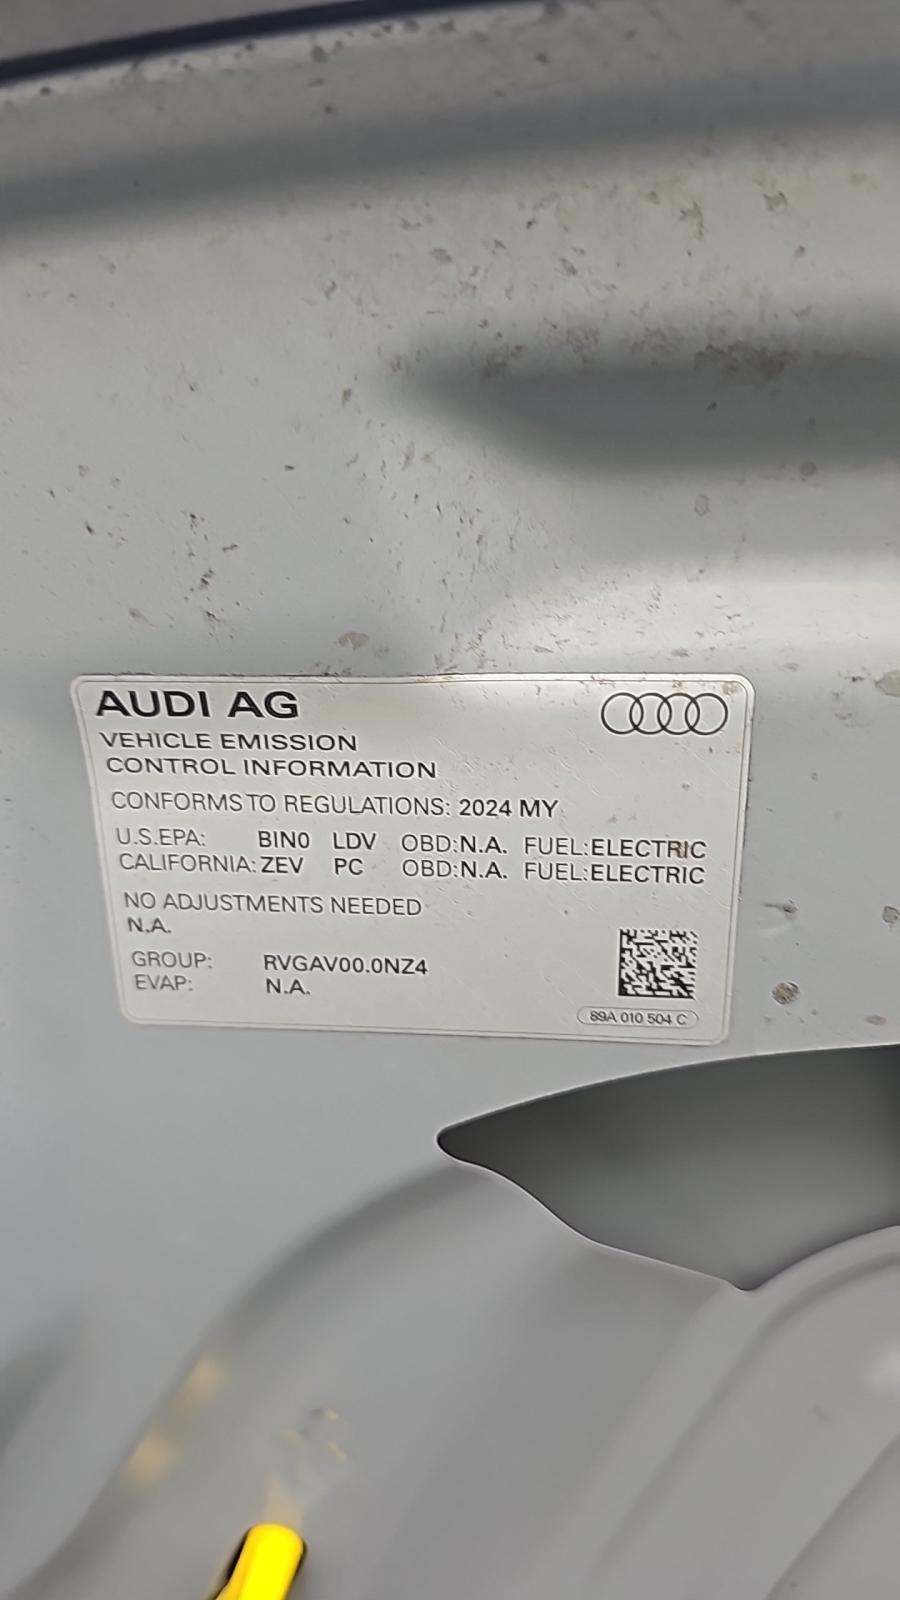 AUDI AG
VEHICLE EMISSION
CONTROL INFORMATION
CONFORMS TO REGULATIONS: 2024 MY
U.S.EPA: BIN0 LDV OBD:N.A. FUEL:ELECTRIC
CALIFORNIA: ZEV PC OBD:N.A. FUEL:ELECTRIC
NO ADJUSTMENTS NEEDED
N.A.
GROUP: RVGAV00.0NZ4
EVAP: N.A.
89A 010 504 C